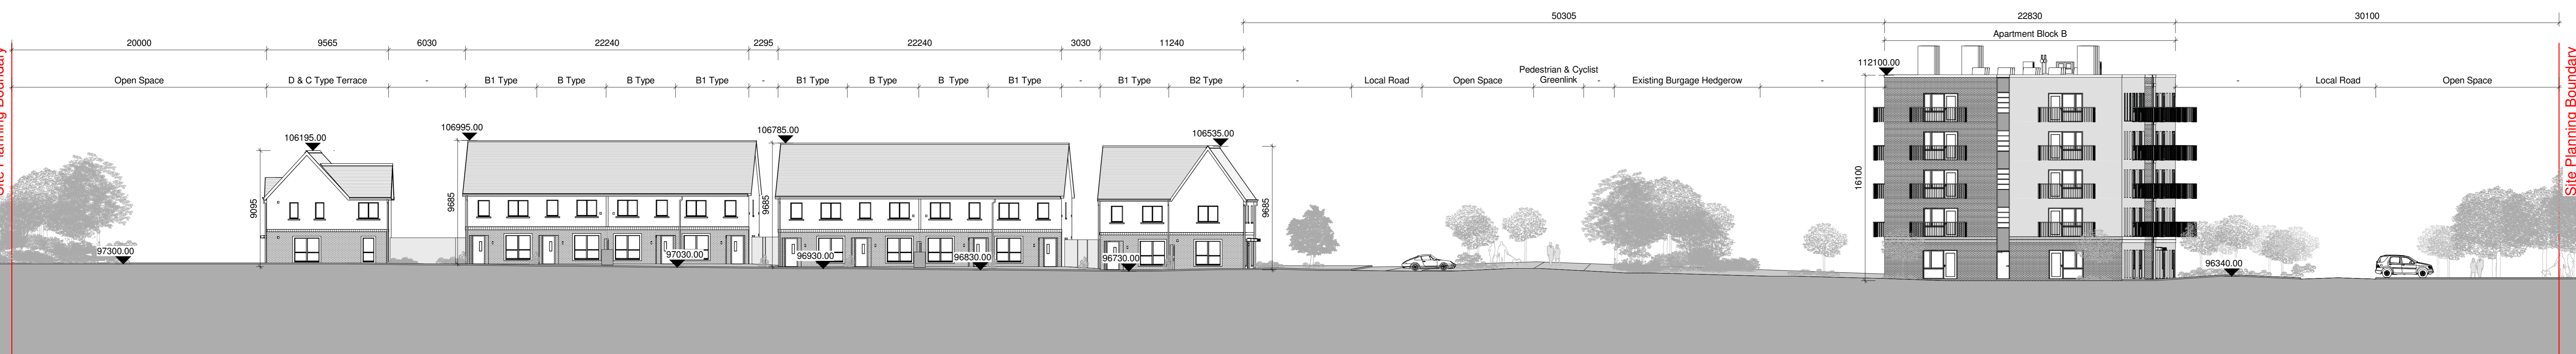 50305 22830 30100
Apartment Block B
20000 9565 6030 22240 2295 22240 3030 11240
Pedestrian & Cyclist
Open Space D & C Type Terrace - B1 Type B Type B Type B1 Type - B1 Type B Type B Type B1 Type - B1 Type B2 Type - Local Road Open Space Greenlink - Existing Burgage Hedgerow - - Local Road Open Space
112100.00
106995.00 106785.00 106535.00
106195.00
Site Planning Boundary
Site Planning Boundary
16100
9095
9685
9685
9685
97300.00 97030.00 96930.00 96830.00 96730.00 96340.00